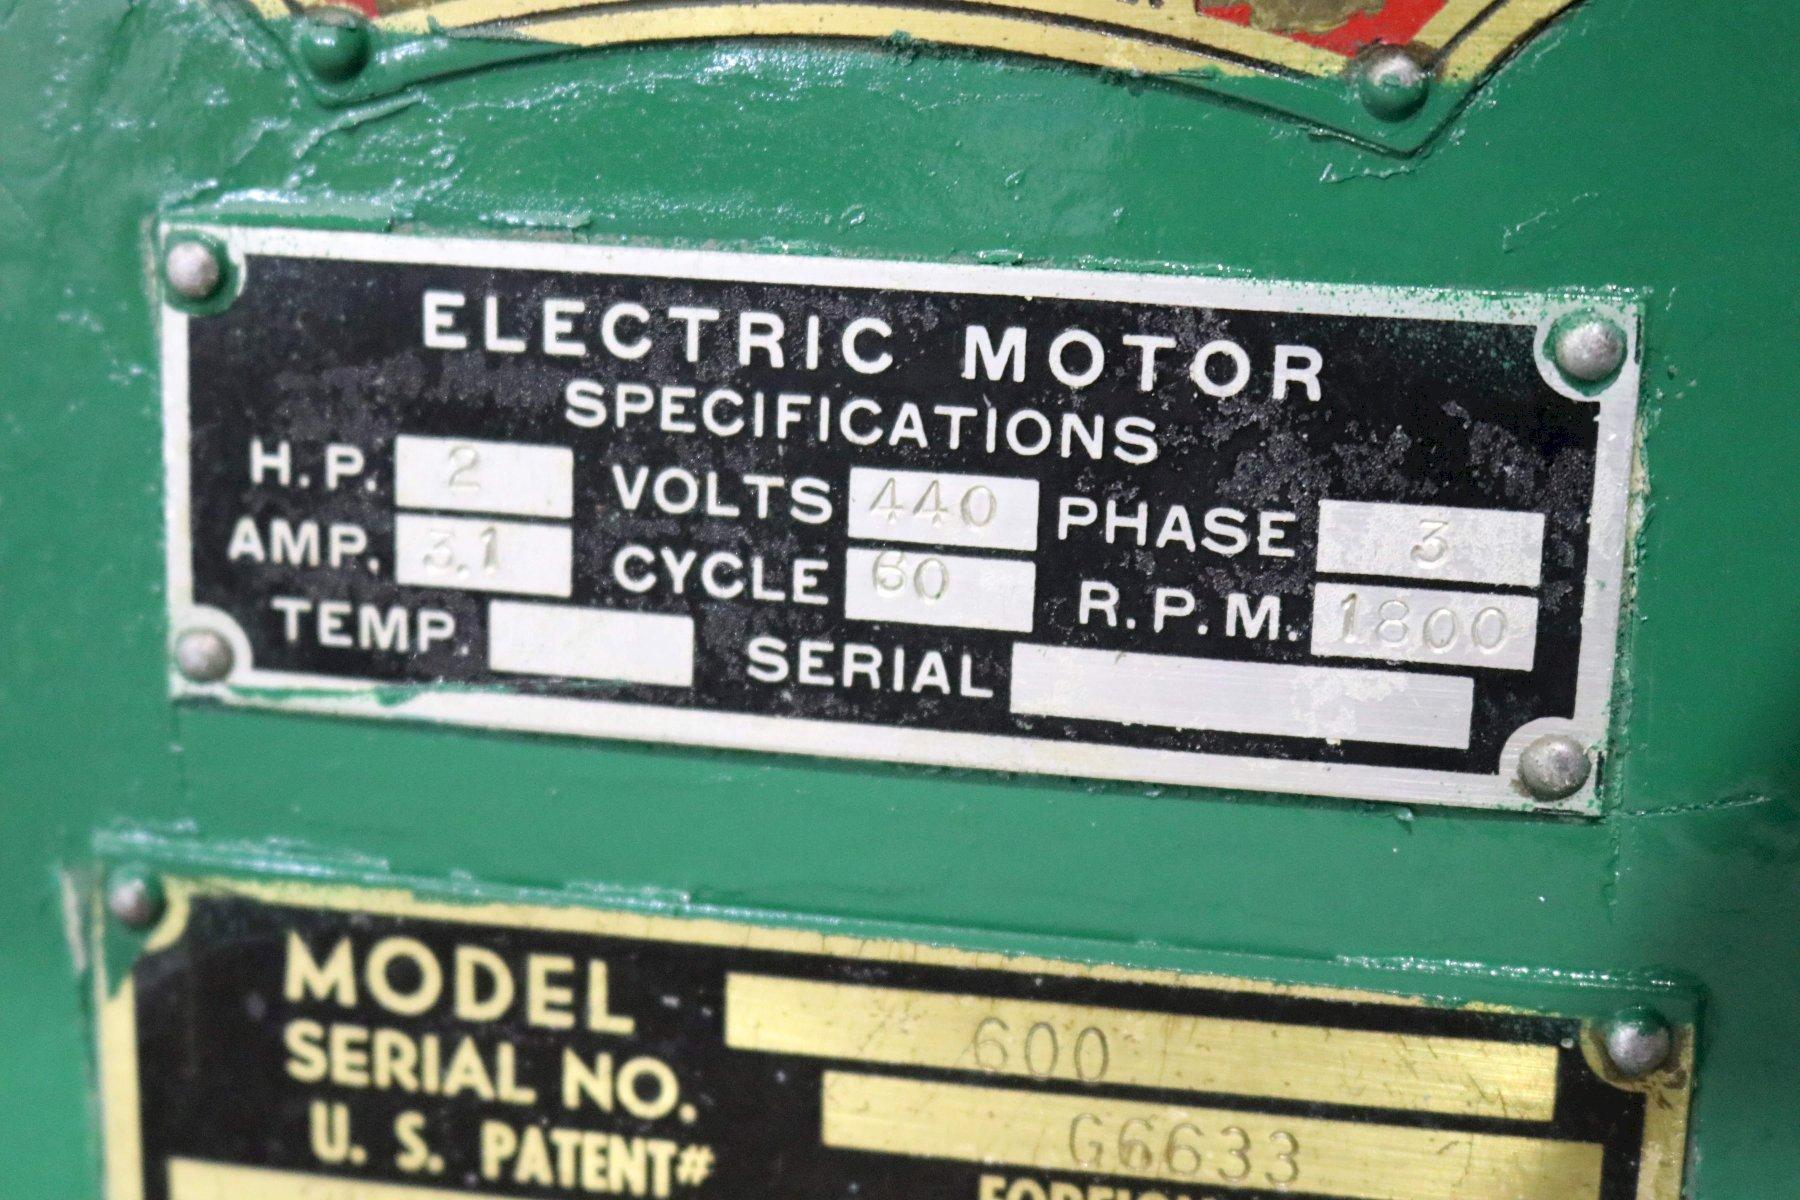 ELECTRIC MOTOR
SPECIFICATIONS
H.P. 2 VOLTS 440 PHASE 3
AMP. 3.1 CYCLE 60 R.P.M. 1800
TEMP. SERIAL
MODEL 600
SERIAL NO. G6633
U. S. PATENT#